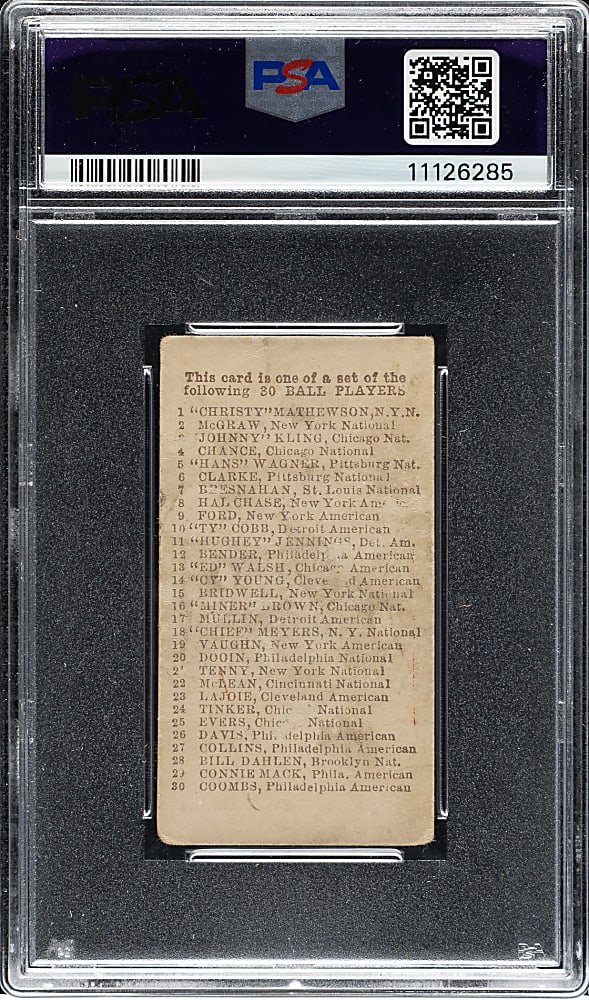 PSA
11126285
This card is one of a set of the
following 30 BALL PLAYERS
1 "CHRISTY" MATHEWSON, N.Y.N.
2 McGRAW, New York National
"JOHNNY" KLING, Chicago Nat.
4 CHANCE, Chicago National
5 "HANS" WAGNER, Pittsburg Nat.
6 CLARKE, Pittsburg National
7 BRESNAHAN, St. Louis National
8 HAL CHASE, New York
9 FORD, New York American
10 "TY" COBB, Detroit American
11 "HUGHEY" JENNINGS, Det. Am.
12 BENDER, American
13 "ED" WALSH, Chicago American
14 "CY" YOUNG, American
15 BRIDWELL, New York National
16 "MINER" BROWN, Chicago Nat.
17 MULLIN, Detroit American
18 "CHIEF" MEYERS, N. Y. National
19 VAUGHN, New York American
20 DOOIN, Philadelphia National
TENNY, New York National
22 McLEAN, Cincinnati National
23 LAJOIE, Cleveland American
24 TINKER, National
25 EVERS, National
26 DAVIS, Philadelphia American
27 COLLINS, Philadelphia American
28 BILL DAHLEN, Brooklyn Nat.
29 CONNIE MACK, Phila. American
30 COOMBS, Philadelphia American